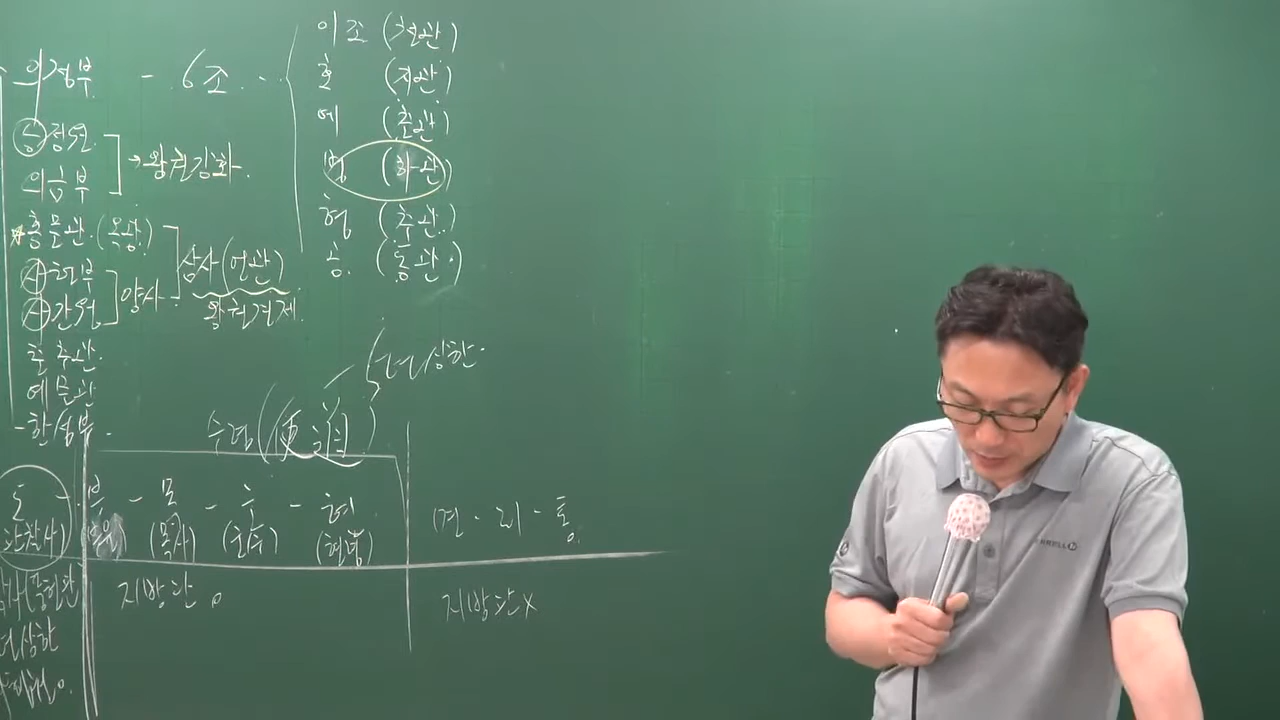 의정부 - 6조
승정원
의금부
→ 왕권강화.
홍문관.(옥당)
사헌부
사간원
양사
삼사(언관)
왕권견제.
춘추관.
예문관
한성부.
이조 (천관)
호 (지관)
예 (춘관)
병 (하관)
형 (추관.)
공. (동관.)
수령(
상한.
도 - 부 - 목 - 군 - 현.
관찰사)
(목사)
(현령)
면 · 리 · 통
지방관 o
지방관 x
상한